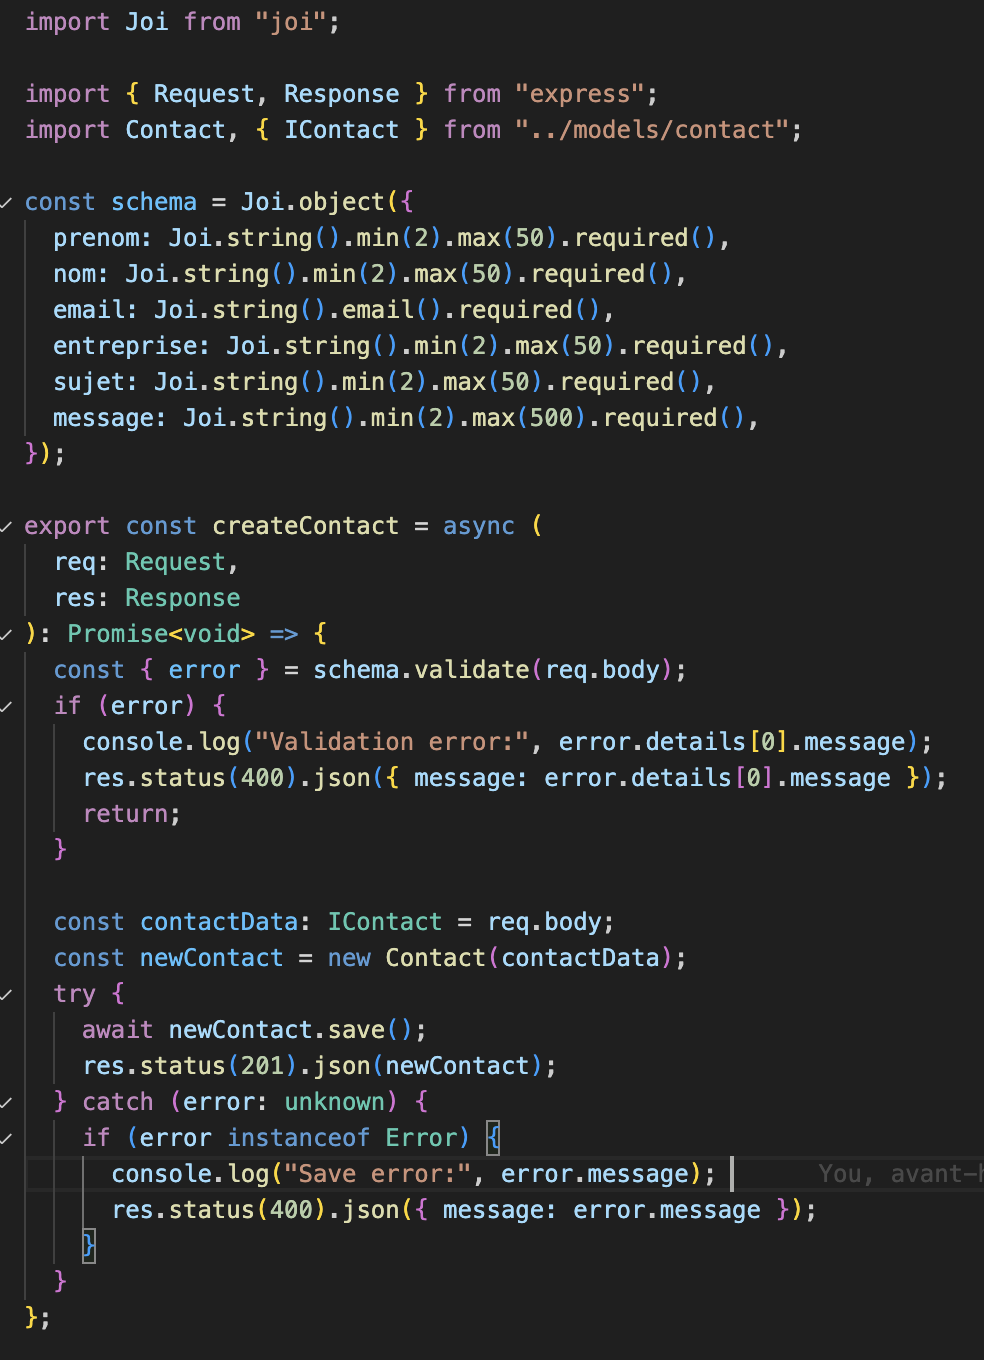 import Joi from "joi";
import { Request, Response } from "express";
import Contact, { IContact } from "../models/contact";
const schema = Joi.object({
  prenom: Joi.string().min(2).max(50).required(),
  nom: Joi.string().min(2).max(50).required(),
  email: Joi.string().email().required(),
  entreprise: Joi.string().min(2).max(50).required(),
  sujet: Joi.string().min(2).max(50).required(),
  message: Joi.string().min(2).max(500).required(),
});
export const createContact = async (
  req: Request,
  res: Response
): Promise<void> => {
  const { error } = schema.validate(req.body);
  if (error) {
    console.log("Validation error:", error.details[0].message);
    res.status(400).json({ message: error.details[0].message });
    return;
  }
  const contactData: IContact = req.body;
  const newContact = new Contact(contactData);
  try {
    await newContact.save();
    res.status(201).json(newContact);
  } catch (error: unknown) {
    if (error instanceof Error) {
      console.log("Save error:", error.message); You, avant-
      res.status(400).json({ message: error.message });
    }
  }
};